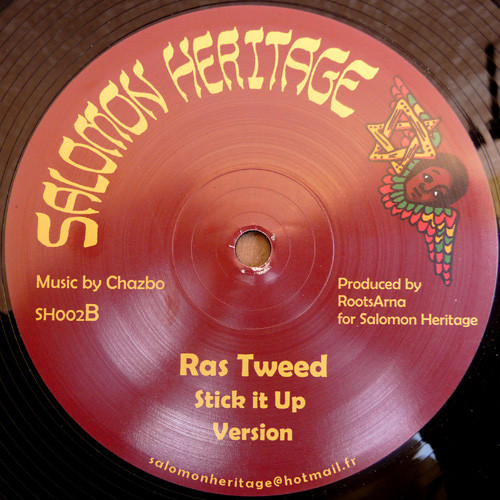 SALOMON HERITAGE
Music by Chazbo
SH002B
Produced by
RootsArna
for Salomon Heritage
Ras Tweed
Stick it Up
Version
salomonheritage@hotmail.fr